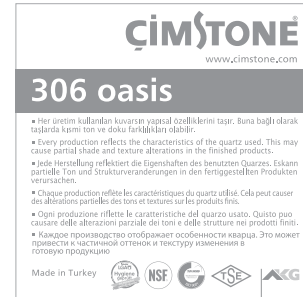 ÇİMSTONE
www.cimstone.com
306 oasis
▪ Her üretim kullanılan kuvarsın yapısal özelliklerini taşır. Buna bağlı olarak
taşlarda kısmi ton ve doku farklılıkları olabilir.
▪ Every production reflects the characteristics of the quartz used. This may
cause partial shade and texture alterations in the finished products.
▪ Jede Herstellung reflektiert die Eigenshaften des benutzten Quarzes. Eskann
partielle Ton und Strukturveranderungen in den fertiggestellten Produkten
verursachen.
▪ Chaque production reflète les caractéristiques du quartz utilisé. Cela peut causer
des altérations partielles des tons et textures sur les produits finis.
▪ Ogni produzione riflette le caratteristiche del quarzo usato. Questo puo
causare delle alterazioni parziale dei toni e delle strutture nei prodotti finiti.
▪ Каждое производство отображает особенности кварца. Это может
привести к частичной оттенок и текстуру изменения в
готовую продукцию
Made in Turkey
NSF
TSE
AKG